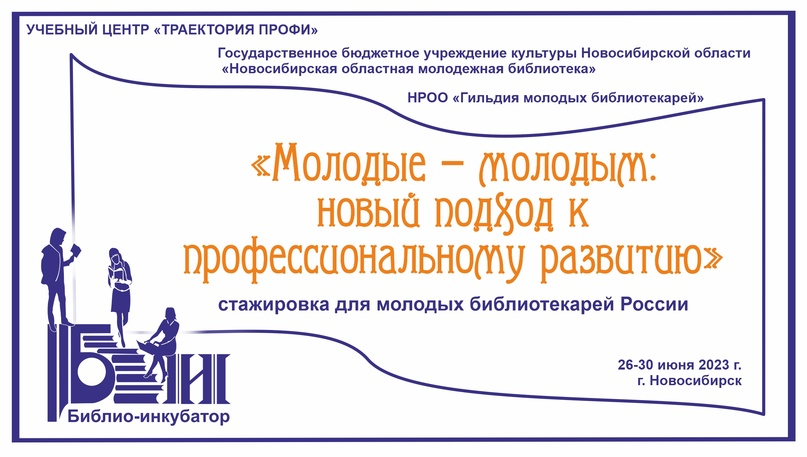 УЧЕБНЫЙ ЦЕНТР «ТРАЕКТОРИЯ ПРОФИ»
Государственное бюджетное учреждение культуры Новосибирской области
«Новосибирская областная молодежная библиотека»
НРОО «Гильдия молодых библиотекарей»
«Молодые – молодым:
новый подход к
профессиональному развитию»
стажировка для молодых библиотекарей России
26-30 июня 2023 г.
г. Новосибирск
БИ
Библио-инкубатор